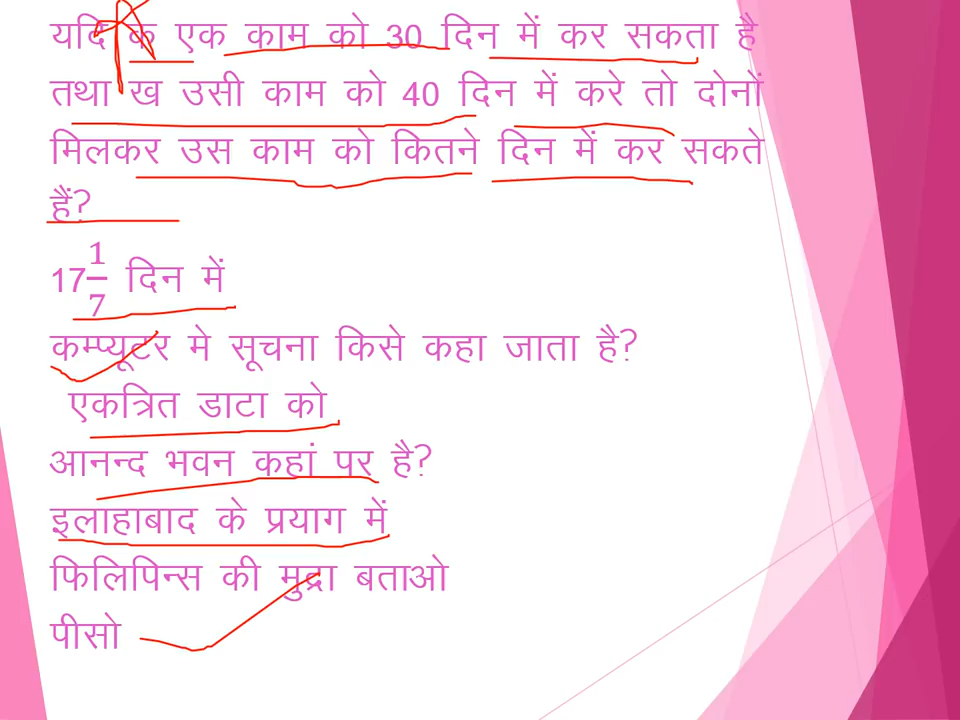 यदि क एक काम को 30 दिन में कर सकता है
तथा ख उसी काम को 40 दिन में करे तो दोनों
मिलकर उस काम को कितने दिन में कर सकते
हैं?
17 1/7 दिन में
कम्प्यूटर मे सूचना किसे कहा जाता है?
एकत्रित डाटा को
आनन्द भवन कहां पर है?
इलाहाबाद के प्रयाग में
फिलिपिन्स की मुद्रा बताओ
पीसो